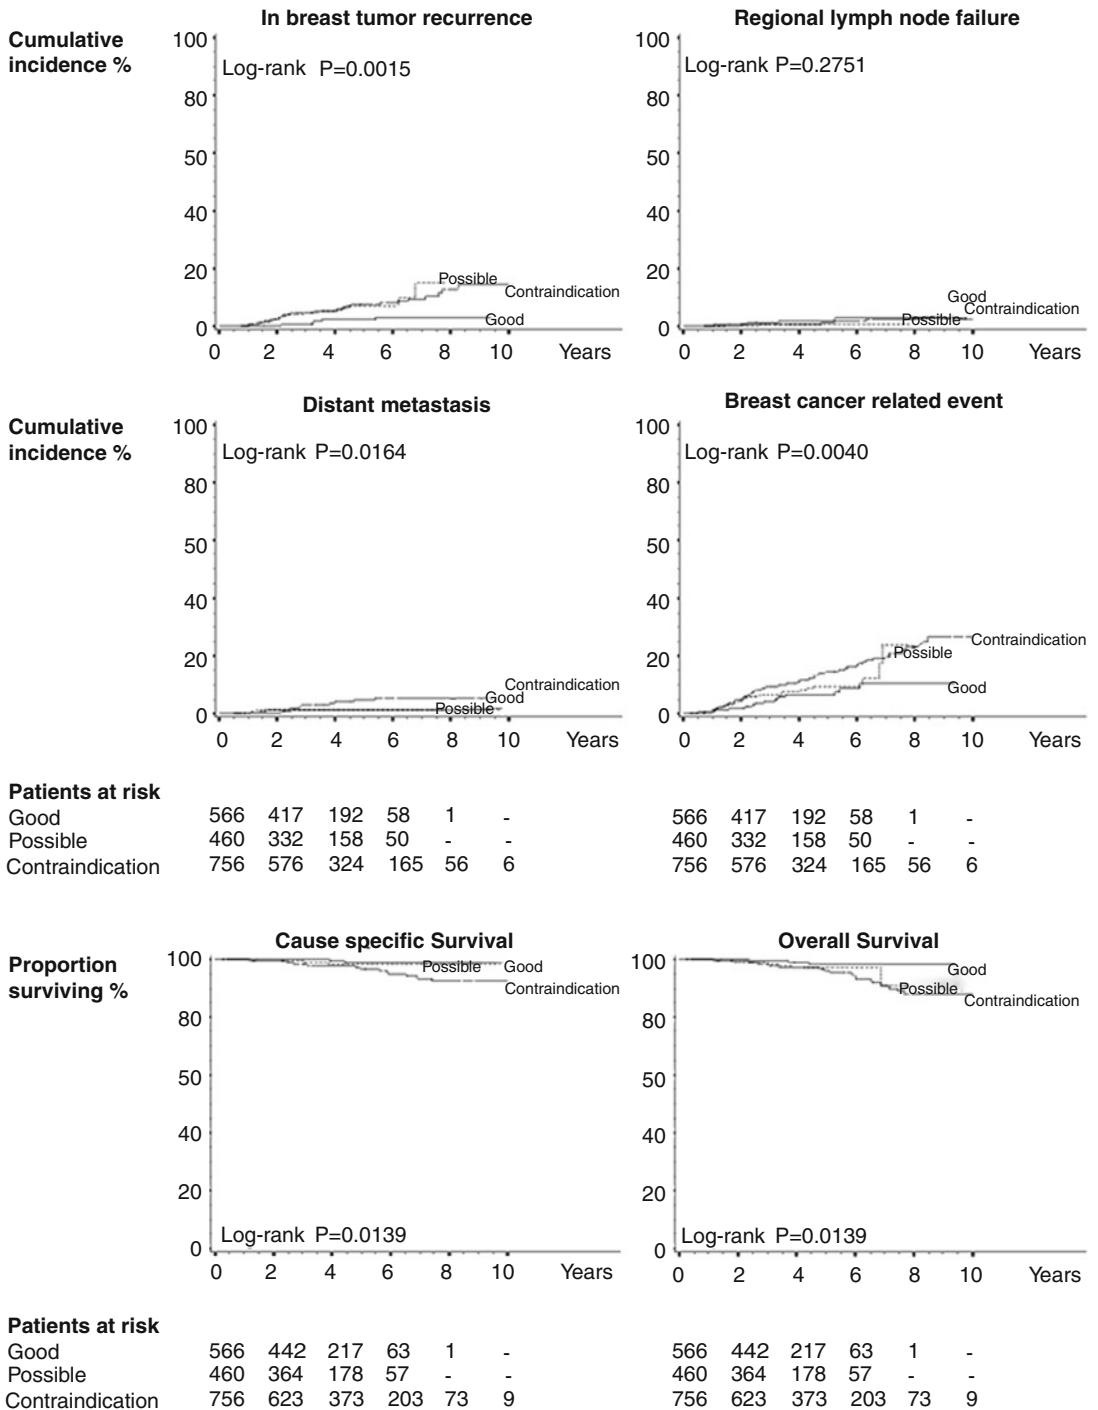 In breast tumor recurrence
Cumulative
incidence %
Log-rank P=0.0015
100
80
50
40
20
0
Possible
Contraindication
Good
0 2 4 6 8 10 Years
Regional lymph node failure
Log-rank P=0.2751
100
80
50
40
20
0
Good
Contraindication
Possible
0 2 4 6 8 10 Years
Distant metastasis
Cumulative
incidence %
Log-rank P=0.0164
100
80
50
40
20
0
Contraindication
Good
Possible
0 2 4 6 8 10 Years
Breast cancer related event
Log-rank P=0.0040
100
80
50
40
20
0
Contraindication
Possible
Good
0 2 4 6 8 10 Years
Patients at risk
Good 566 417 192 58 1 - 566 417 192 58 1 -
Possible 460 332 158 50 - - 460 332 158 50 - -
Contraindication 756 576 324 165 56 6 756 576 324 165 56 6
Cause specific Survival
Proportion
surviving %
100
80
50
40
20
0
Possible
Good
Contraindication
Log-rank P=0.0139
0 2 4 6 8 10 Years
Overall Survival
100
80
50
40
20
0
Good
Possible
Contraindication
Log-rank P=0.0139
0 2 4 6 8 10 Years
Patients at risk
Good 566 442 217 63 1 - 566 442 217 63 1 -
Possible 460 364 178 57 - - 460 364 178 57 - -
Contraindication 756 623 373 203 73 9 756 623 373 203 73 9